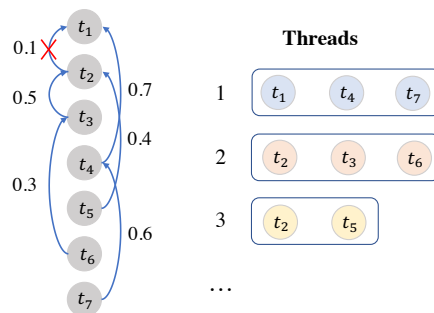 t₁
0.1
t₂
0.5
0.7
t₃
0.4
t₄
0.3
t₅
0.6
t₆
t₇
Threads
1 t₁ t₄ t₇
2 t₂ t₃ t₆
3 t₂ t₅
...